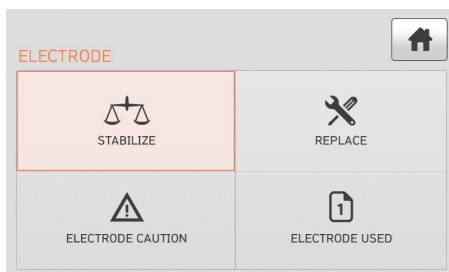 ELECTRODE
STABILIZE
REPLACE
ELECTRODE CAUTION
1
ELECTRODE USED